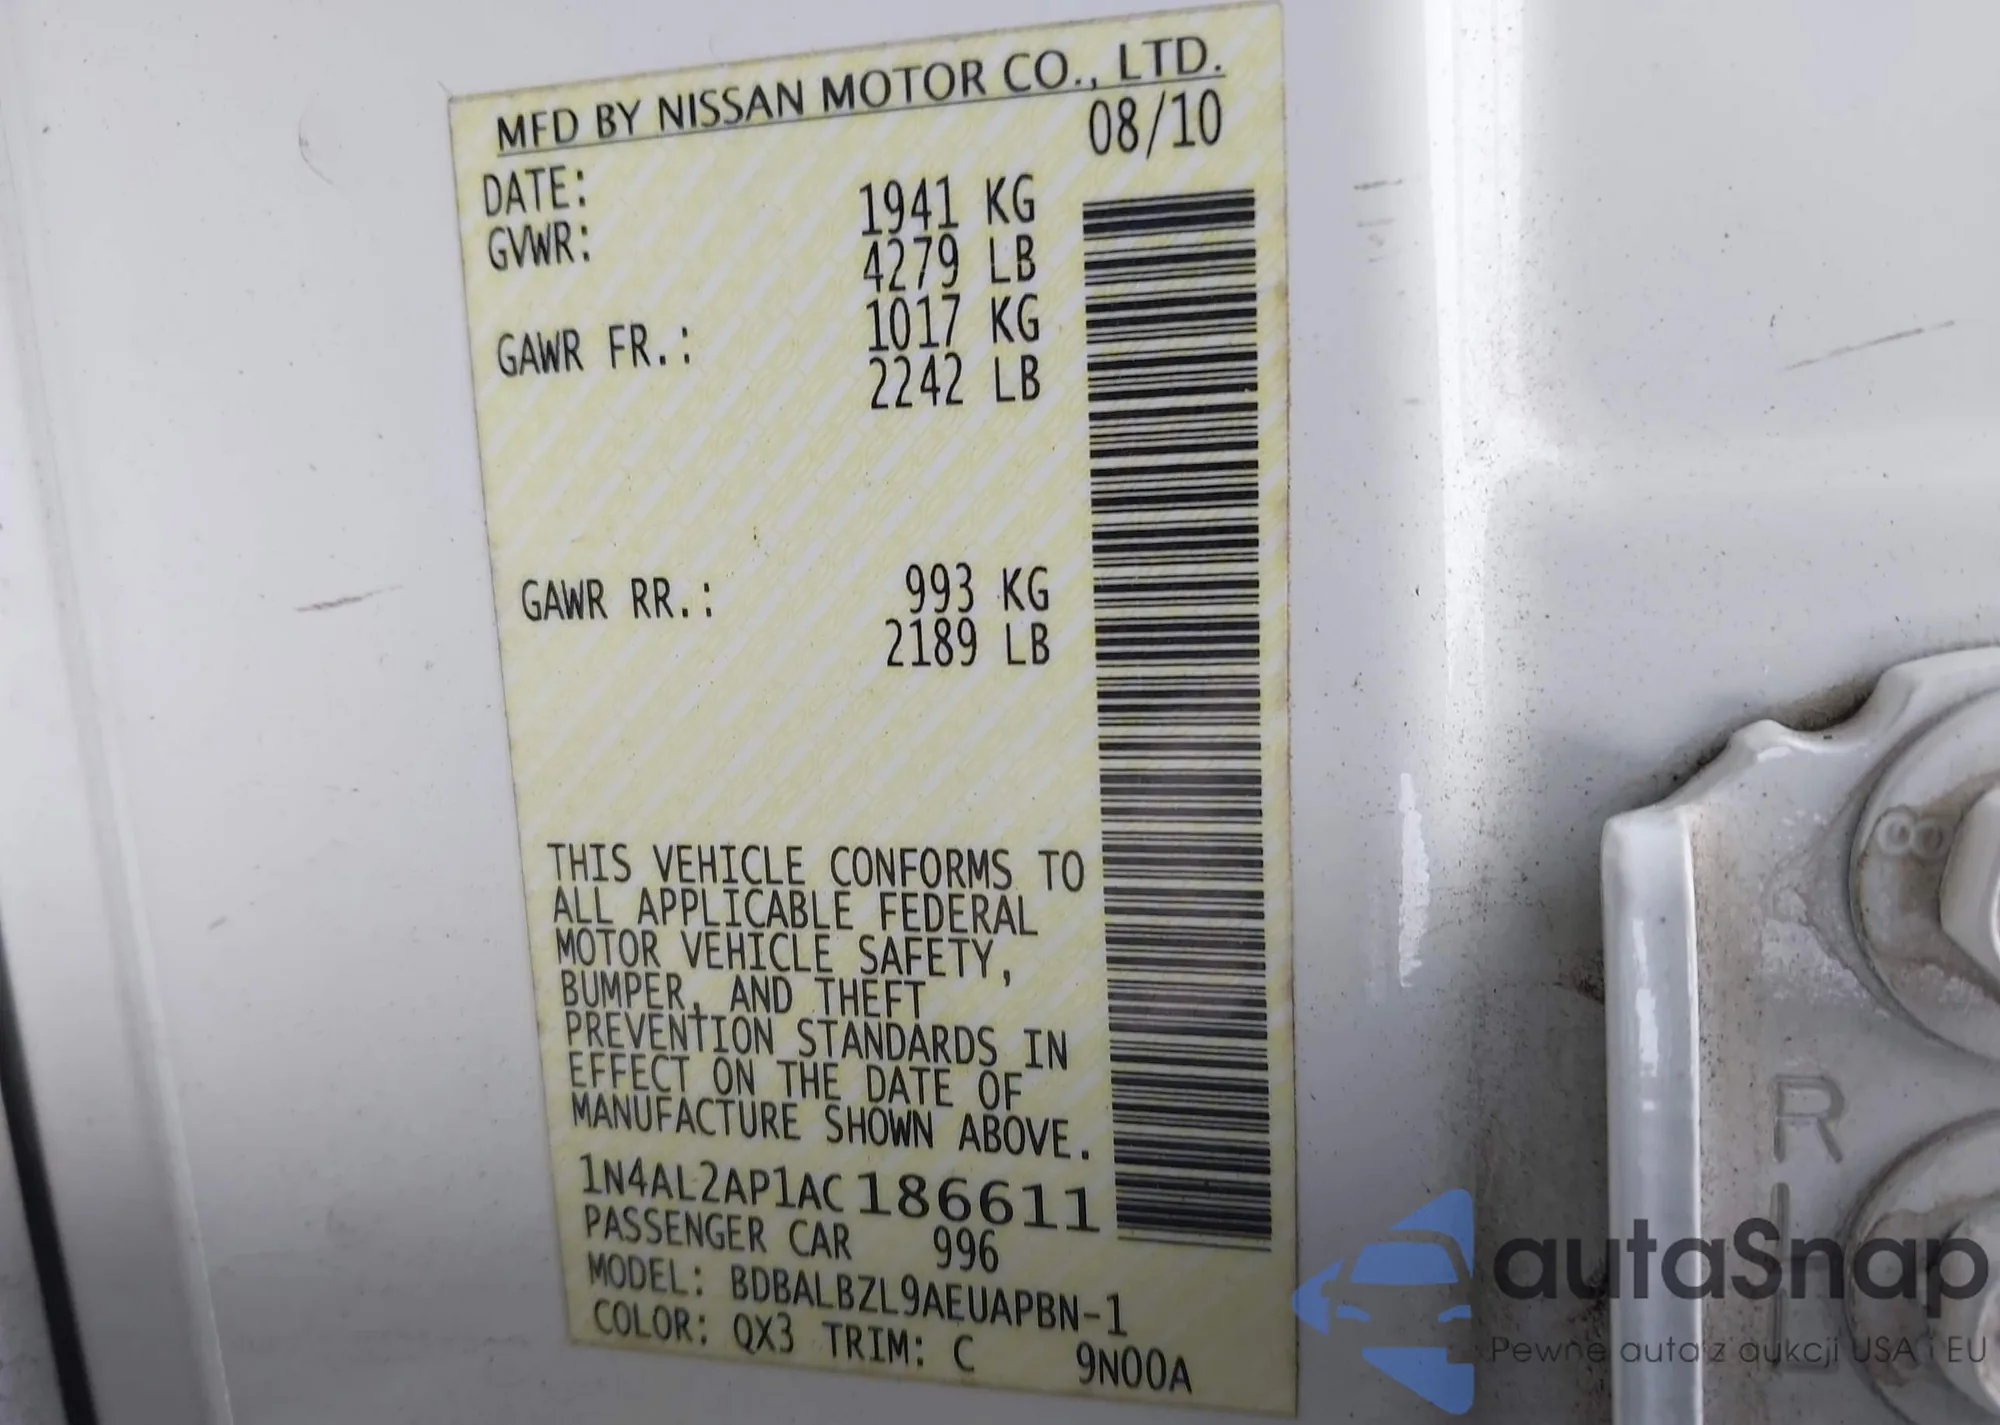 MFD BY NISSAN MOTOR CO., LTD.
DATE: 08/10
GVWR: 1941 KG
4279 LB
GAWR FR.: 1017 KG
2242 LB
GAWR RR.: 993 KG
2189 LB
THIS VEHICLE CONFORMS TO
ALL APPLICABLE FEDERAL
MOTOR VEHICLE SAFETY,
BUMPER, AND THEFT
PREVENTION STANDARDS IN
EFFECT ON THE DATE OF
MANUFACTURE SHOWN ABOVE.
1N4AL2AP1AC186611
PASSENGER CAR 996
MODEL: BDBALBZL9AEUAPBN-1
COLOR: QX3 TRIM: C 9N00A
8
R
autaSnap
Pewne auta z aukcji USA i EU